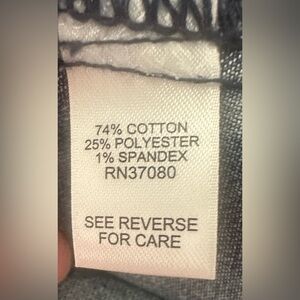 74% COTTON
25% POLYESTER
1% SPANDEX
RN37080
SEE REVERSE
FOR CARE